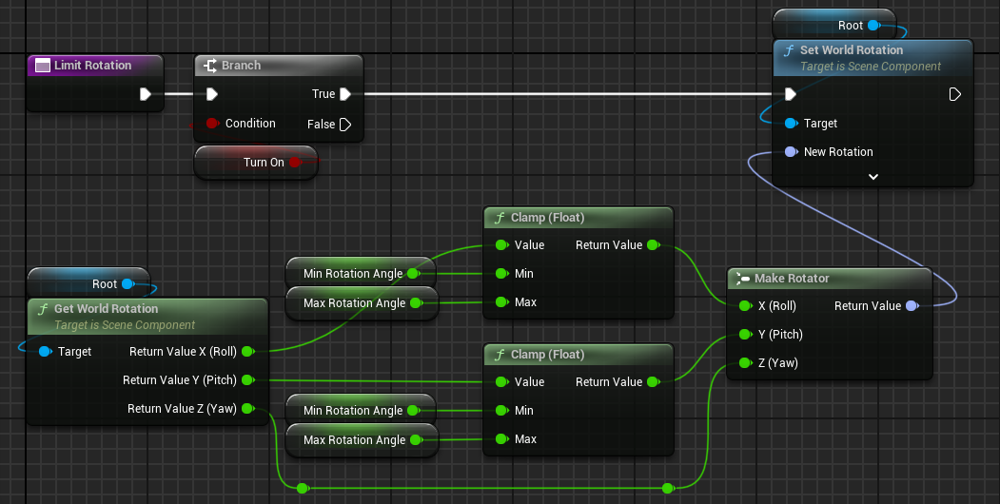 Limit Rotation
Branch
True
Condition
False
Turn On
Root
Set World Rotation
Target is Scene Component
Target
New Rotation
Root
Get World Rotation
Target is Scene Component
Target
Return Value X (Roll)
Return Value Y (Pitch)
Return Value Z (Yaw)
Min Rotation Angle
Max Rotation Angle
Clamp (Float)
Value
Return Value
Min
Max
Min Rotation Angle
Max Rotation Angle
Clamp (Float)
Value
Return Value
Min
Max
Make Rotator
X (Roll)
Return Value
Y (Pitch)
Z (Yaw)